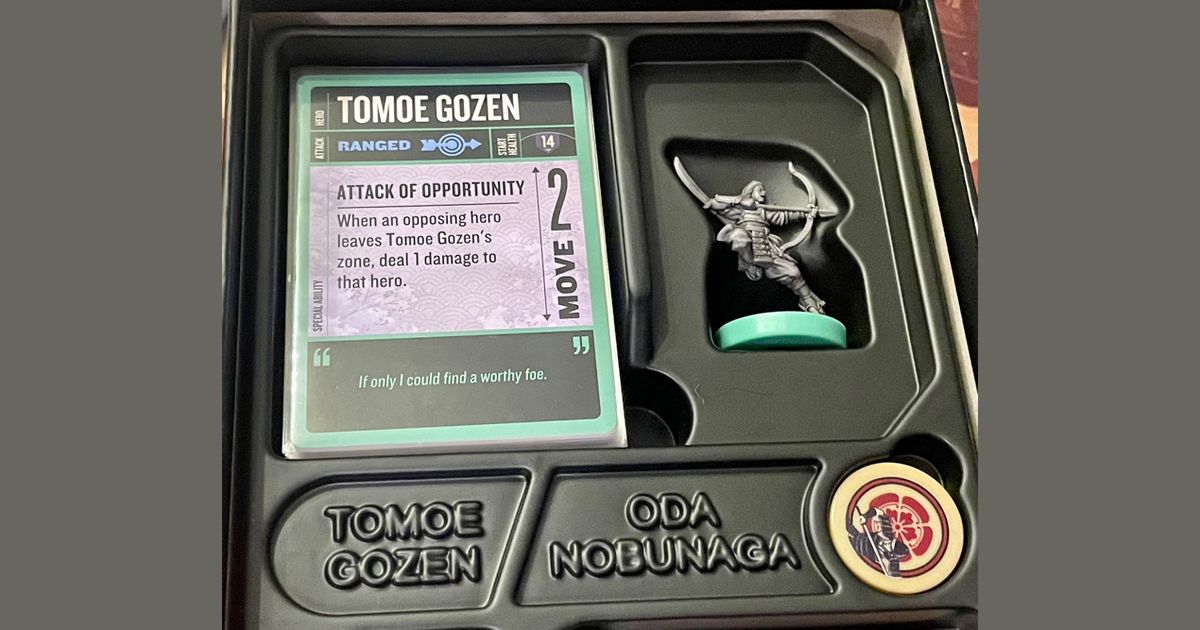 HERO
TOMOE GOZEN
ATTACK
RANGED
START
HEALTH
14
SPECIAL ABILITY
ATTACK OF OPPORTUNITY
When an opposing hero
leaves Tomoe Gozen's
zone, deal 1 damage to
that hero.
MOVE 2
“
”
If only I could find a worthy foe.
TOMOE
GOZEN
ODA
NOBUNAGA